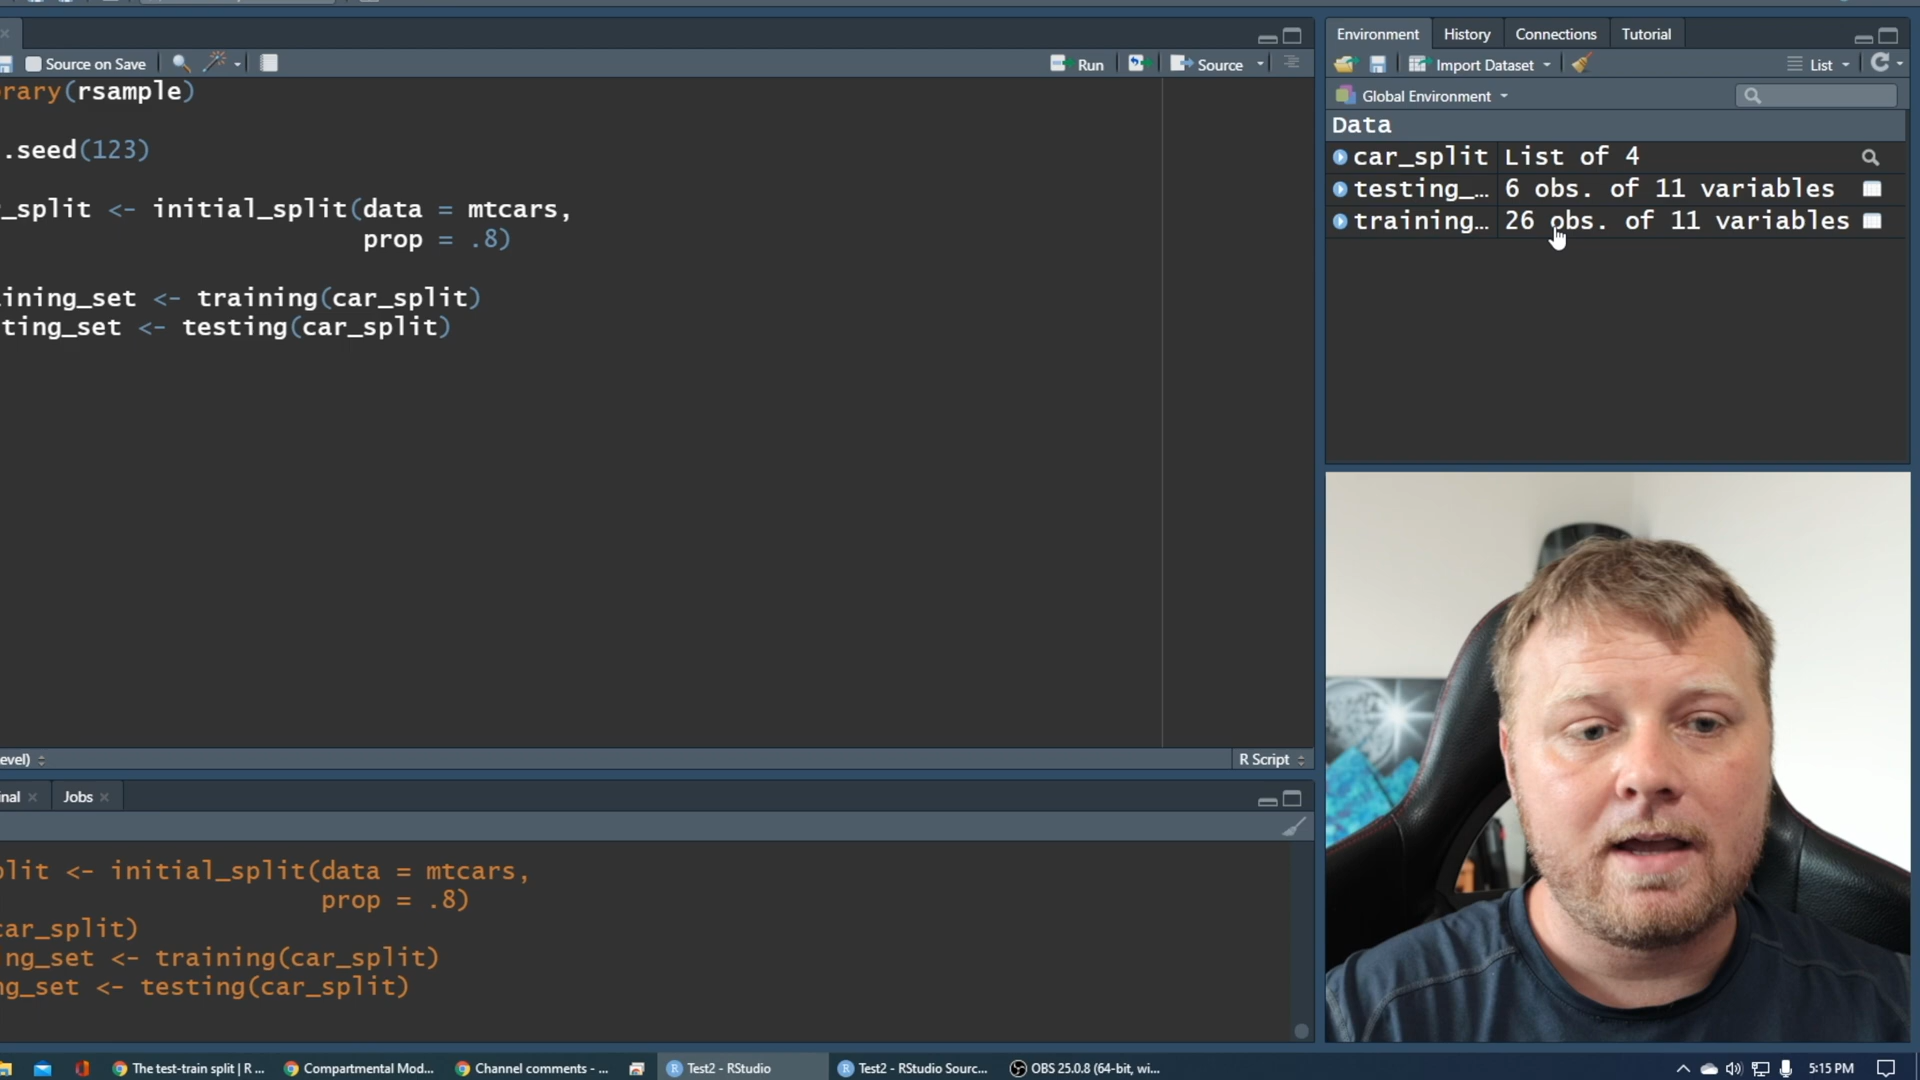 Source on Save
Run
Source
rary(rsample)
.seed(123)
_split <- initial_split(data = mtcars,
prop = .8)
ining_set <- training(car_split)
ting_set <- testing(car_split)
evel)
R Script
nal
Jobs
lit <- initial_split(data = mtcars,
prop = .8)
car_split)
ng_set <- training(car_split)
ng_set <- testing(car_split)
Environment
History
Connections
Tutorial
Import Dataset
List
Global Environment
Data
car_split List of 4
testing_… 6 obs. of 11 variables
training… 26 obs. of 11 variables
The test-train split | R ...
Compartmental Mod...
Channel comments - ...
Test2 - RStudio
Test2 - RStudio Sourc...
OBS 25.0.8 (64-bit, wi...
5:15 PM